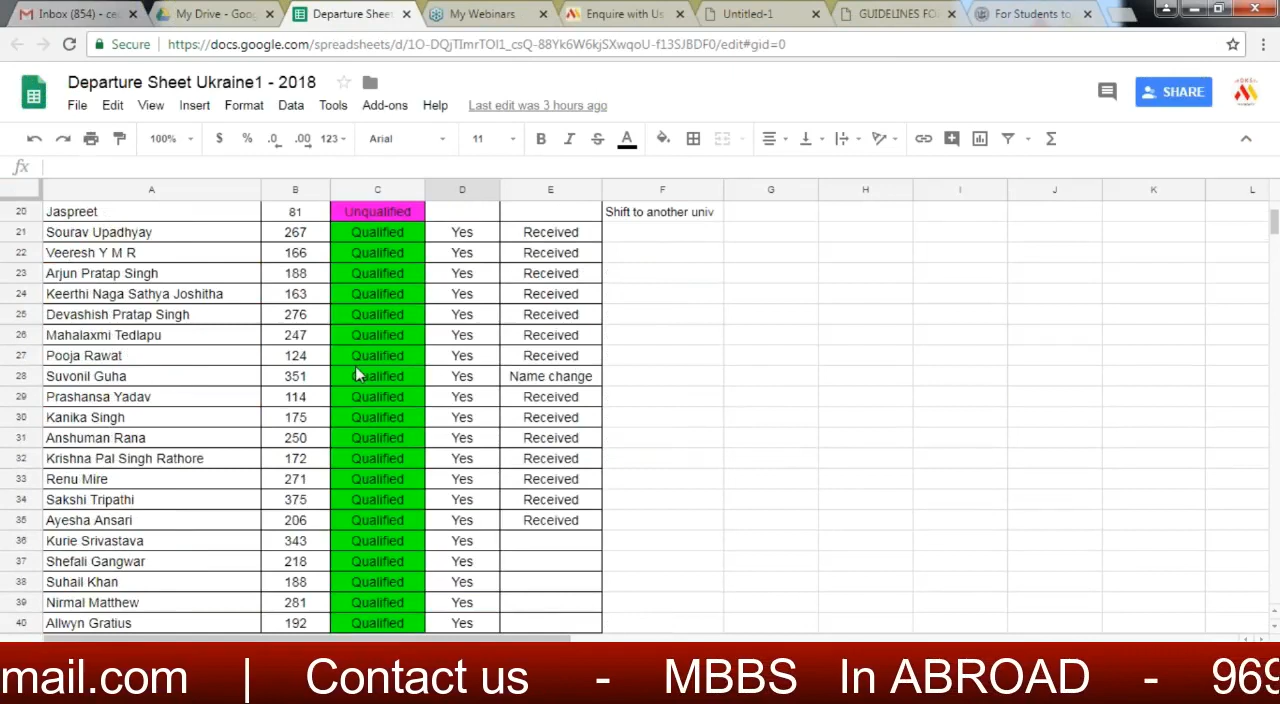 Inbox (854) - ce
My Drive - Goog
Departure Shee
My Webinars
Enquire with Us
Untitled-1
GUIDELINES FO
For Students to
Secure
https://docs.google.com/spreadsheets/d/1O-DQjTImrTOI1_csQ-88Yk6W6kjSXwqoU-f13SJBDF0/edit#gid=0
Departure Sheet Ukraine1 - 2018
SHARE
File Edit View Insert Format Data Tools Add-ons Help Last edit was 3 hours ago
100% $ % .0 .00 123 Arial 11 B I S A Σ
fx
A B C D E F G H I J K L
20 Jaspreet 81 Unqualified Shift to another univ
21 Sourav Upadhyay 267 Qualified Yes Received
22 Veeresh Y M R 166 Qualified Yes Received
23 Arjun Pratap Singh 188 Qualified Yes Received
24 Keerthi Naga Sathya Joshitha 163 Qualified Yes Received
25 Devashish Pratap Singh 276 Qualified Yes Received
26 Mahalaxmi Tedlapu 247 Qualified Yes Received
27 Pooja Rawat 124 Qualified Yes Received
28 Suvonil Guha 351 Qualified Yes Name change
29 Prashansa Yadav 114 Qualified Yes Received
30 Kanika Singh 175 Qualified Yes Received
31 Anshuman Rana 250 Qualified Yes Received
32 Krishna Pal Singh Rathore 172 Qualified Yes Received
33 Renu Mire 271 Qualified Yes Received
34 Sakshi Tripathi 375 Qualified Yes Received
35 Ayesha Ansari 206 Qualified Yes Received
36 Kurie Srivastava 343 Qualified Yes
37 Shefali Gangwar 218 Qualified Yes
38 Suhail Khan 188 Qualified Yes
39 Nirmal Matthew 281 Qualified Yes
40 Allwyn Gratius 192 Qualified Yes
mail.com | Contact us - MBBS In ABROAD - 969